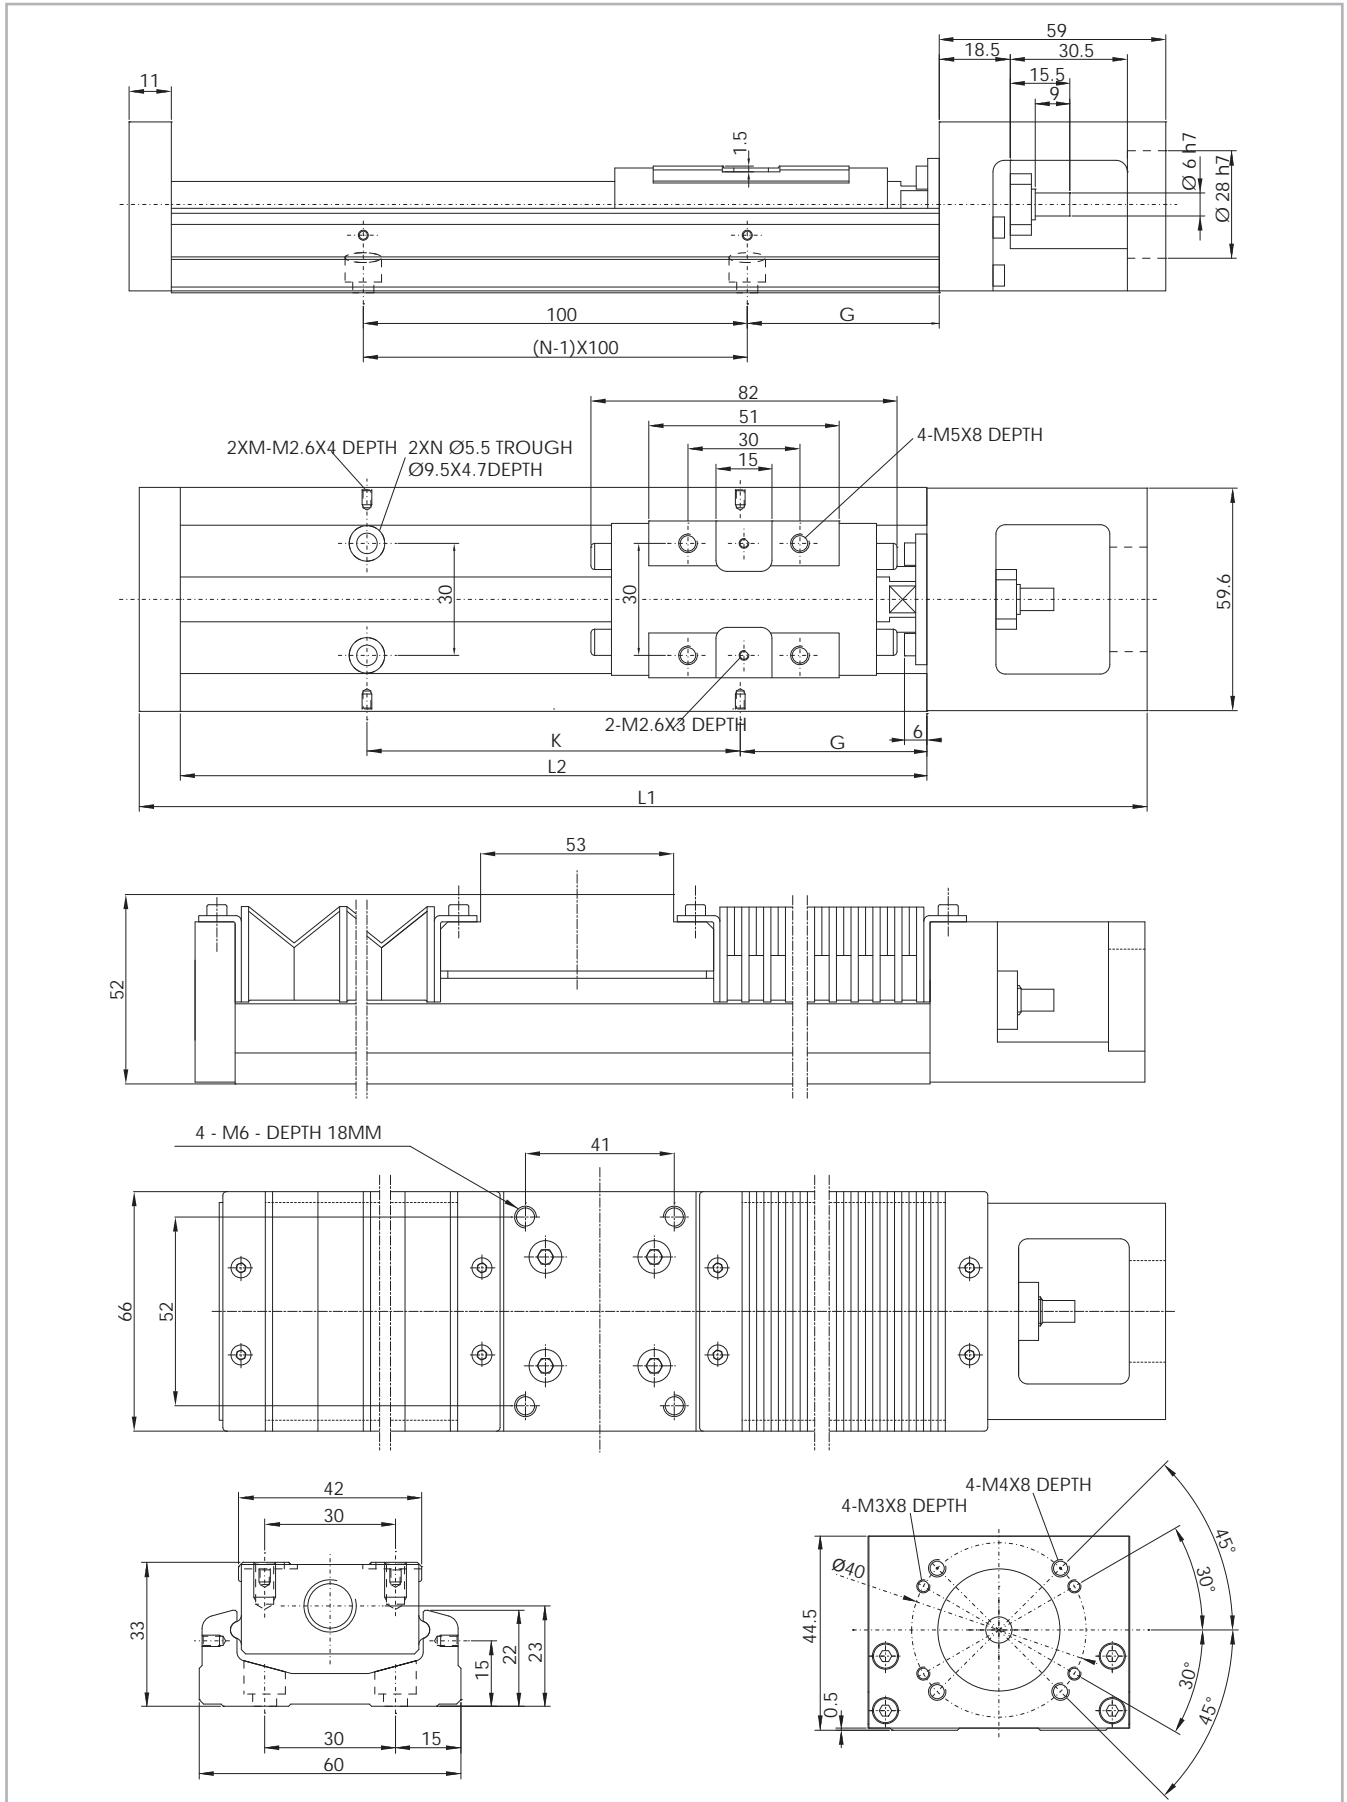 59
18.5
30.5
11
15.5
9
1.5
Ø 6 h7
Ø 28 h7
100
G
(N-1)X100
82
51
2XM-M2.6X4 DEPTH
2XN Ø5.5 TROUGH
Ø9.5X4.7DEPTH
30
4-M5X8 DEPTH
15
30
30
59.6
2-M2.6X3 DEPTH
6
K
G
L2
L1
53
52
4 - M6 - DEPTH 18MM
41
66
52
42
30
33
15
22
23
30
15
60
4-M4X8 DEPTH
4-M3X8 DEPTH
45°
30°
Ø40
44.5
0.5
30°
45°